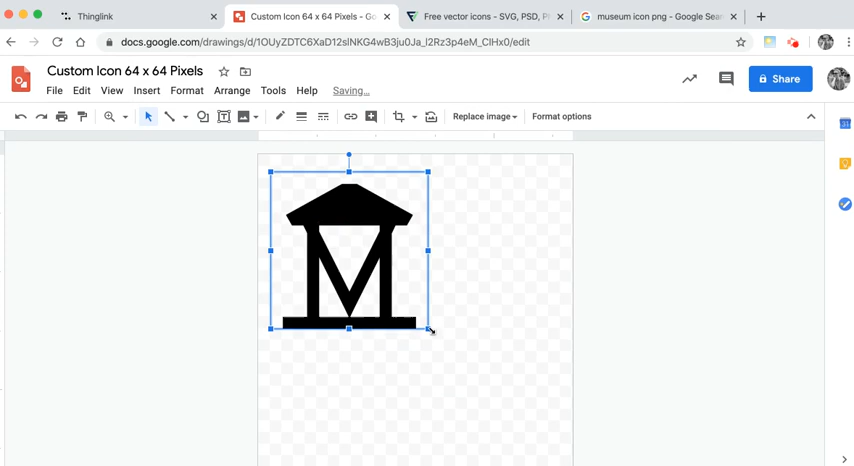 Thinglink
Custom Icon 64 x 64 Pixels - Go
Free vector icons - SVG, PSD, P
museum icon png - Google Sear
docs.google.com/drawings/d/1OUyZDTC6XaD12slNKG4wB3ju0Ja_l2Rz3p4eM_ClHx0/edit
Custom Icon 64 x 64 Pixels
File Edit View Insert Format Arrange Tools Help Saving...
Share
Replace image
Format options
M
31